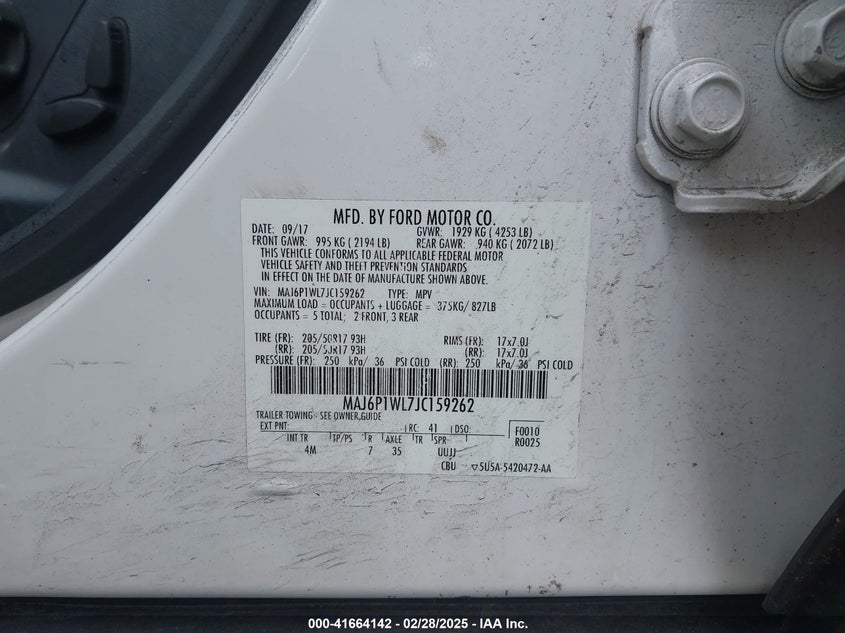 MFD. BY FORD MOTOR CO.
DATE: 09/17 GVWR: 1929 KG ( 4253 LB)
FRONT GAWR: 995 KG ( 2194 LB) REAR GAWR: 940 KG ( 2072 LB)
THIS VEHICLE CONFORMS TO ALL APPLICABLE FEDERAL MOTOR
VEHICLE SAFETY AND THEFT PREVENTION STANDARDS
IN EFFECT ON THE DATE OF MANUFACTURE SHOWN ABOVE.
VIN: MAJ6P1WL7JC159262 TYPE: MPV
MAXIMUM LOAD = OCCUPANTS + LUGGAGE = 375KG/ 827LB
OCCUPANTS = 5 TOTAL; 2 FRONT, 3 REAR
TIRE (FR): 205/50R17 93H RIMS (FR): 17x7.0J
(RR): 205/50R17 93H (RR): 17x7.0J
PRESSURE (FR): 250 kPa/ 36 PSI COLD (RR): 250 kPa/ 36 PSI COLD
MAJ6P1WL7JC159262
TRAILER TOWING - SEE OWNER GUIDE
EXT PNT: RC: 41 DSO: F0010
R0025
INT TR TP/PS R AXLE TR SPR
4M 7 35 UUJJ
CBU ▽5U5A-5420472-AA
000-41664142 - 02/28/2025 - IAA Inc.